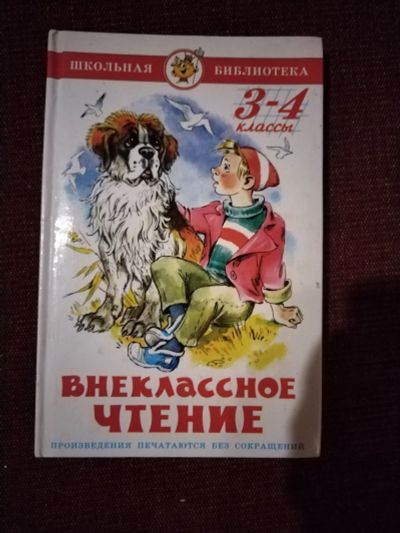 ШКОЛЬНАЯ БИБЛИОТЕКА
3-4
классы
ВНЕКЛАССНОЕ
ЧТЕНИЕ
ПРОИЗВЕДЕНИЯ ПЕЧАТАЮТСЯ БЕЗ СОКРАЩЕНИЙ